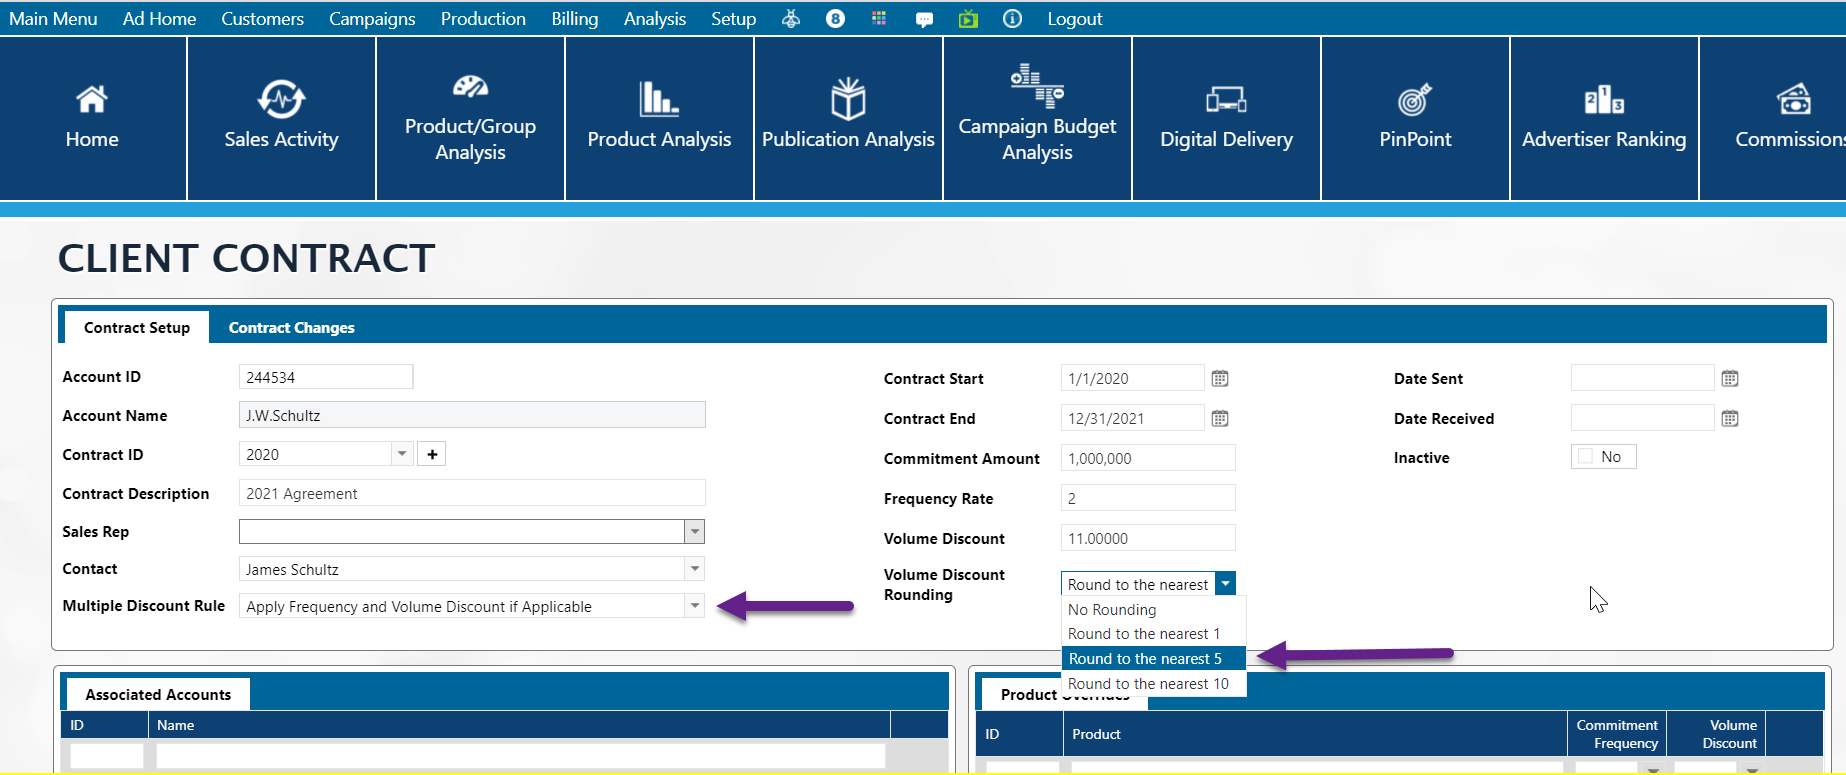 Main Menu Ad Home Customers Campaigns Production Billing Analysis Setup 8 Logout
Home
Sales Activity
Product/Group
Analysis
Product Analysis
Publication Analysis
Campaign Budget
Analysis
Digital Delivery
PinPoint
2 1 3
Advertiser Ranking
Commissions
CLIENT CONTRACT
Contract Setup Contract Changes
Account ID 244534
Account Name J.W.Schultz
Contract ID 2020 +
Contract Description 2021 Agreement
Sales Rep
Contact James Schultz
Multiple Discount Rule Apply Frequency and Volume Discount if Applicable
Contract Start 1/1/2020
Contract End 12/31/2021
Commitment Amount 1,000,000
Frequency Rate 2
Volume Discount 11.00000
Volume Discount
Rounding
Round to the nearest
No Rounding
Round to the nearest 1
Round to the nearest 5
Round to the nearest 10
Date Sent
Date Received
Inactive No
Associated Accounts
ID Name
Product Overrides
ID Product
Commitment
Frequency
Volume
Discount